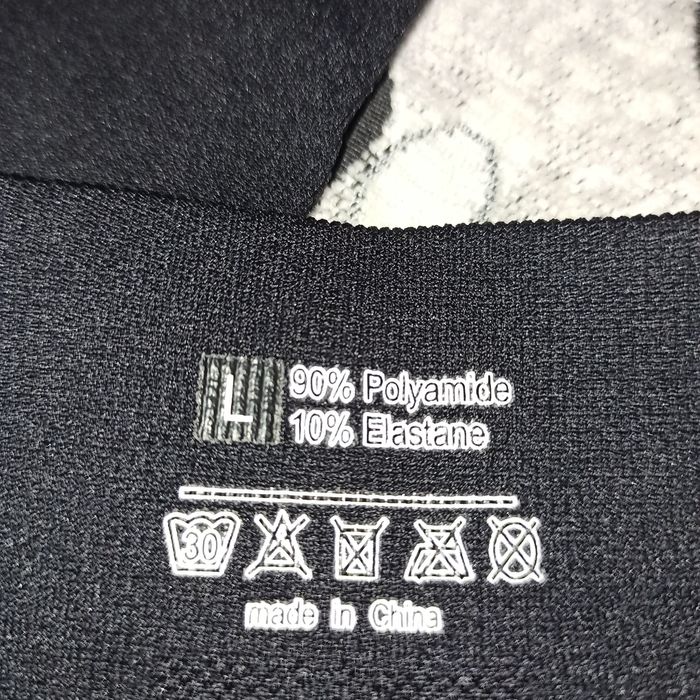 L
90% Polyamide
10% Elastane
30
made in China